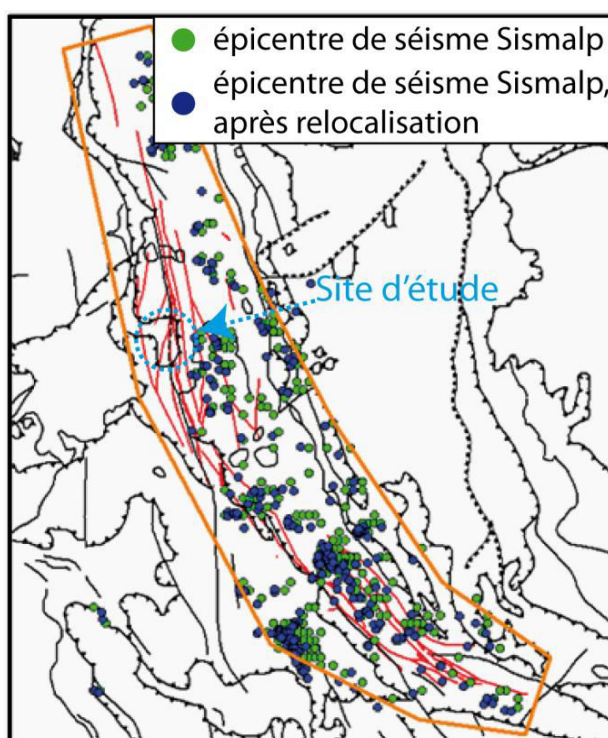 épicentre de séisme Sismalp
épicentre de séisme Sismalp,
après relocalisation
Site d'étude